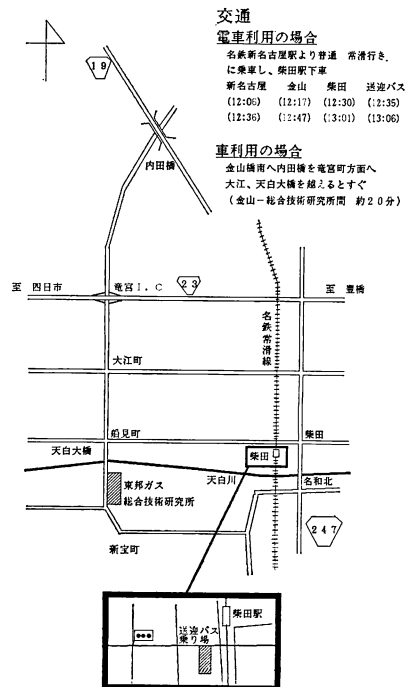 交通
電車利用の場合
名鉄新名古屋駅より普通 常滑行き
に乗車し、柴田駅下車
新名古屋 金山 柴田 送迎バス
(12:06) (12:17) (12:30) (12:35)
(12:36) (12:47) (13:01) (13:06)
車利用の場合
金山橋南へ内田橋を竜宮町方面へ
大江、天白大橋を越えるとすぐ
(金山-総合技術研究所間 約20分)
19
内田橋
至 四日市
竜宮I.C
23
至 豊橋
名鉄常滑線
大江町
船見町
柴田
天白大橋
柴田
東邦ガス
総合技術研究所
天白川
名和北
新宝町
247
柴田駅
送迎バス
乗り場